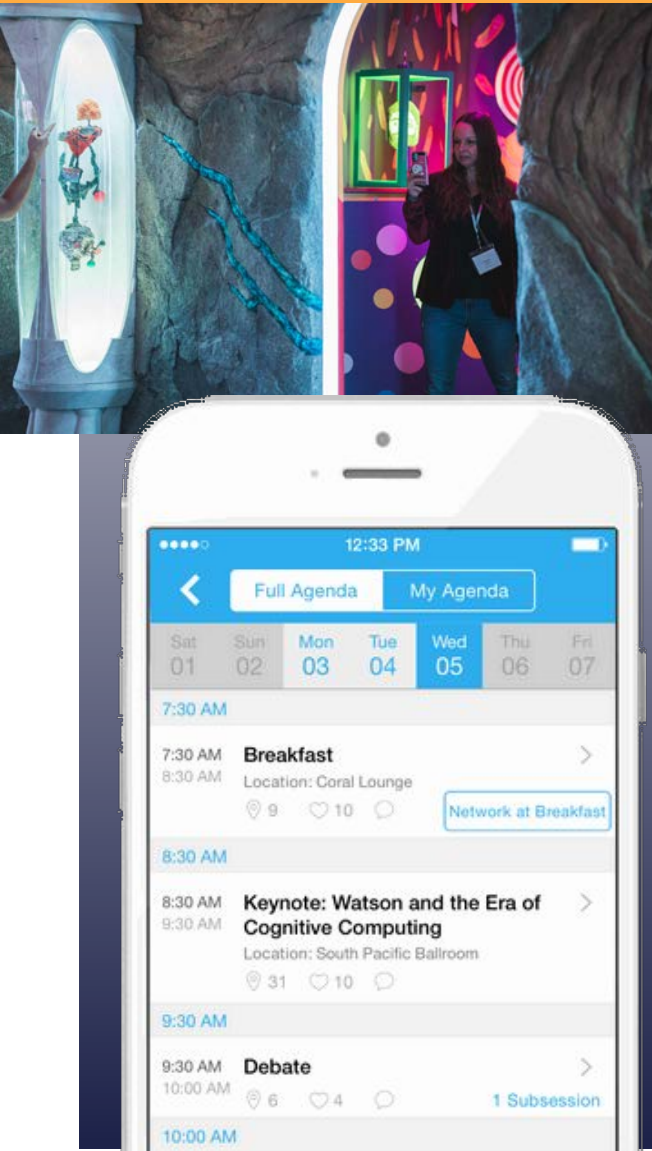 12:33 PM
Full Agenda My Agenda
Sat Sun Mon Tue Wed Thu Fri
01 02 03 04 05 06 07
7:30 AM
7:30 AM Breakfast
8:30 AM Location: Coral Lounge
9 10 Network at Breakfast
8:30 AM
8:30 AM Keynote: Watson and the Era of
9:30 AM Cognitive Computing
Location: South Pacific Ballroom
31 10
9:30 AM
9:30 AM Debate
10:00 AM 6 4 1 Subsession
10:00 AM